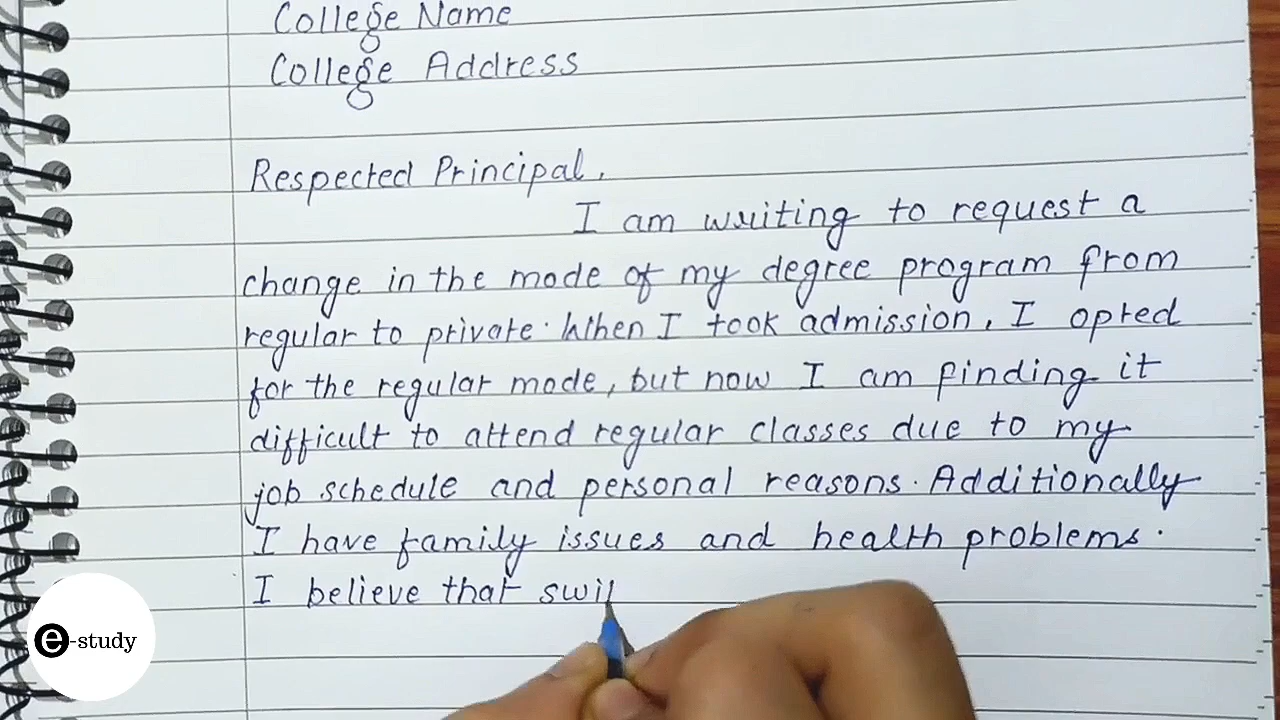 College Name
College Address
Respected Principal,
I am writing to request a
change in the mode of my degree program from
regular to private. When I took admission, I opted
for the regular mode, but now I am finding it
difficult to attend regular classes due to my
job schedule and personal reasons. Additionally
I have family issues and health problems.
I believe that swit
e-study